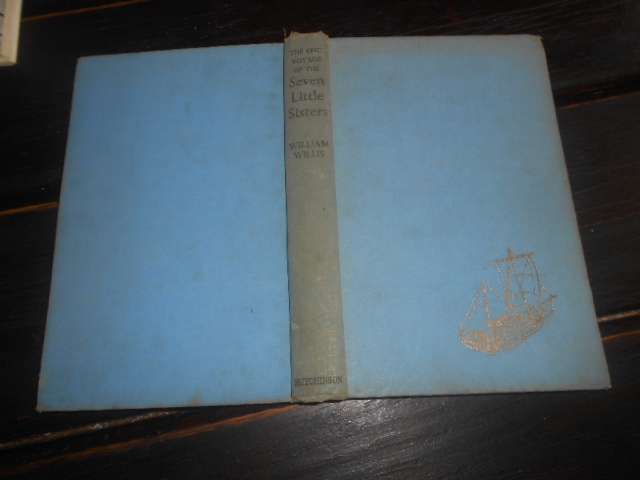 THE EPIC
VOYAGE
OF THE
Seven
Little
Sisters
WILLIAM
WILLIS
HUTCHINSON